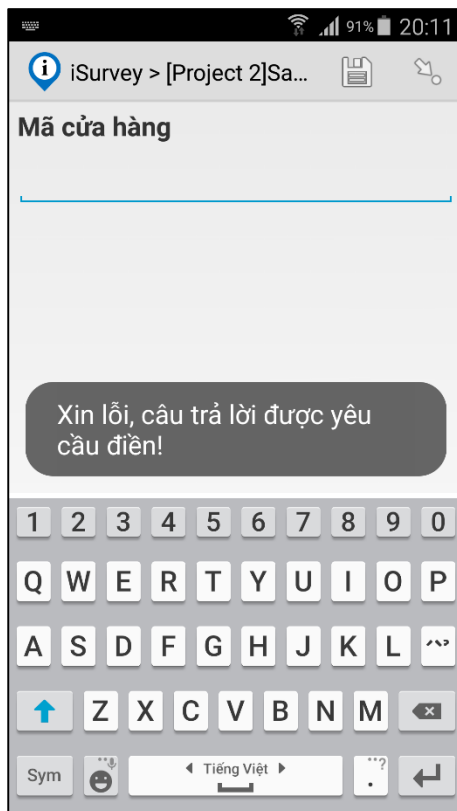 91% 20:11
iSurvey > [Project 2]Sa...
Mã cửa hàng
Xin lỗi, câu trả lời được yêu
cầu điền!
1 2 3 4 5 6 7 8 9 0
Q W E R T Y U I O P
A S D F G H J K L
Z X C V B N M
Sym Tiếng Việt . ...?